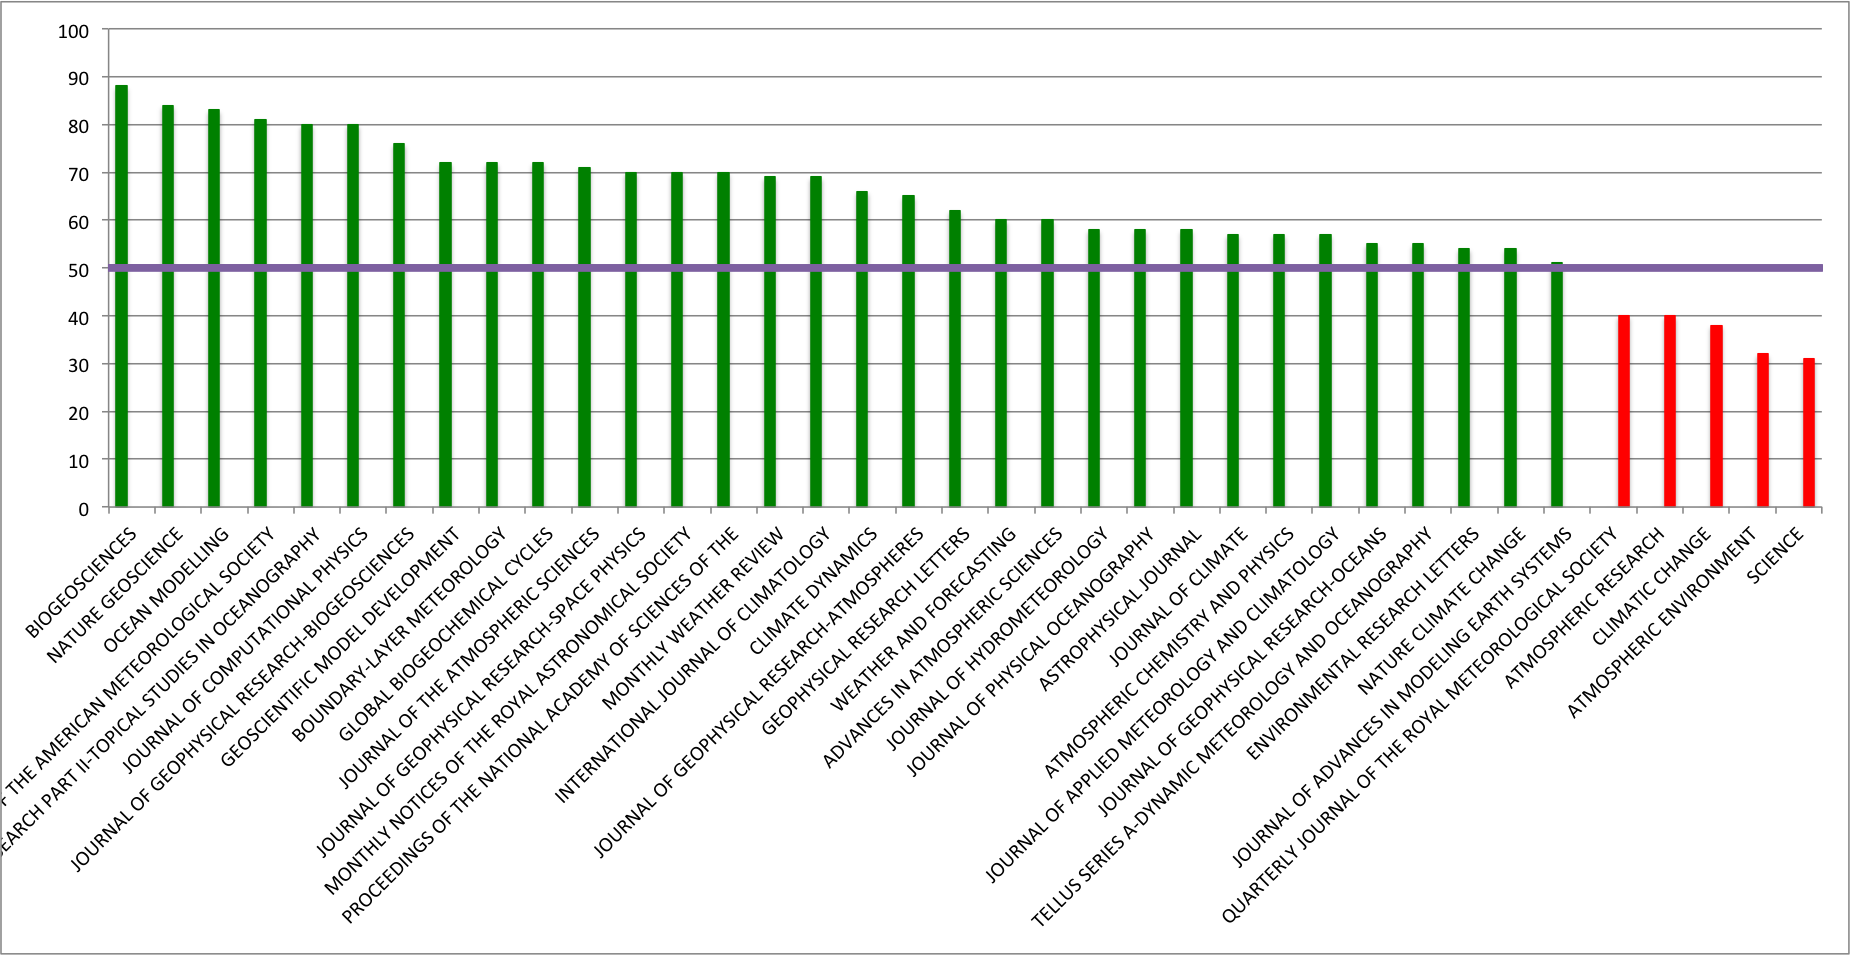 100
90
80
70
60
50
40
30
20
10
0
BIOGEOSCIENCES
NATURE GEOSCIENCE
OCEAN MODELLING
THE AMERICAN METEOROLOGICAL SOCIETY
PART II-TOPICAL STUDIES IN OCEANOGRAPHY
JOURNAL OF COMPUTATIONAL PHYSICS
JOURNAL OF GEOPHYSICAL RESEARCH-BIOGEOSCIENCES
GEOSCIENTIFIC MODEL DEVELOPMENT
BOUNDARY-LAYER METEOROLOGY
GLOBAL BIOGEOCHEMICAL CYCLES
JOURNAL OF THE ATMOSPHERIC SCIENCES
JOURNAL OF GEOPHYSICAL RESEARCH-SPACE PHYSICS
MONTHLY NOTICES OF THE ROYAL ASTRONOMICAL SOCIETY
PROCEEDINGS OF THE NATIONAL ACADEMY OF SCIENCES OF THE
MONTHLY WEATHER REVIEW
INTERNATIONAL JOURNAL OF CLIMATOLOGY
CLIMATE DYNAMICS
JOURNAL OF GEOPHYSICAL RESEARCH-ATMOSPHERES
GEOPHYSICAL RESEARCH LETTERS
WEATHER AND FORECASTING
ADVANCES IN ATMOSPHERIC SCIENCES
JOURNAL OF HYDROMETEOROLOGY
JOURNAL OF PHYSICAL OCEANOGRAPHY
ASTROPHYSICAL JOURNAL
JOURNAL OF CLIMATE
ATMOSPHERIC CHEMISTRY AND PHYSICS
JOURNAL OF APPLIED METEOROLOGY AND CLIMATOLOGY
JOURNAL OF GEOPHYSICAL RESEARCH-OCEANS
TELLUS SERIES A-DYNAMIC METEOROLOGY AND OCEANOGRAPHY
ENVIRONMENTAL RESEARCH LETTERS
NATURE CLIMATE CHANGE
JOURNAL OF ADVANCES IN MODELING EARTH SYSTEMS
QUARTERLY JOURNAL OF THE ROYAL METEOROLOGICAL SOCIETY
ATMOSPHERIC RESEARCH
CLIMATIC CHANGE
ATMOSPHERIC ENVIRONMENT
SCIENCE